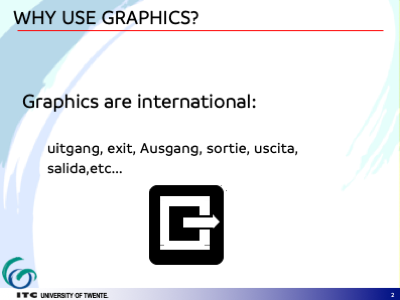 WHY USE GRAPHICS?
Graphics are international:
uitgang, exit, Ausgang, sortie, uscita,
salida,etc...
ITC UNIVERSITY OF TWENTE.
2